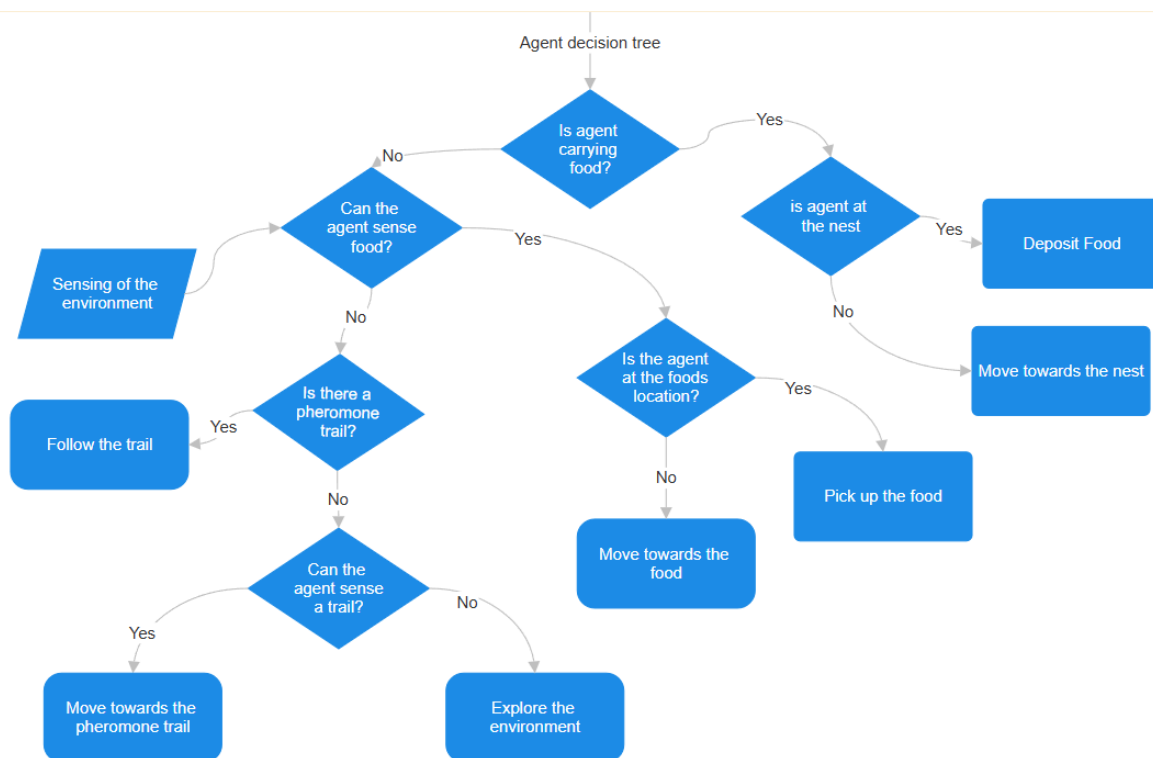 Agent decision tree
Yes
Is agent
carrying
food?
No
Can the
agent sense
food?
is agent at
the nest
Yes
Deposit Food
Yes
Sensing of the
environment
No
No
Is the agent
at the foods
location?
Move towards the nest
Is there a
pheromone
trail?
Yes
Yes
Follow the trail
No
No
Pick up the food
Move towards the
food
Can the
agent sense
a trail?
No
Yes
Move towards the
pheromone trail
Explore the
environment